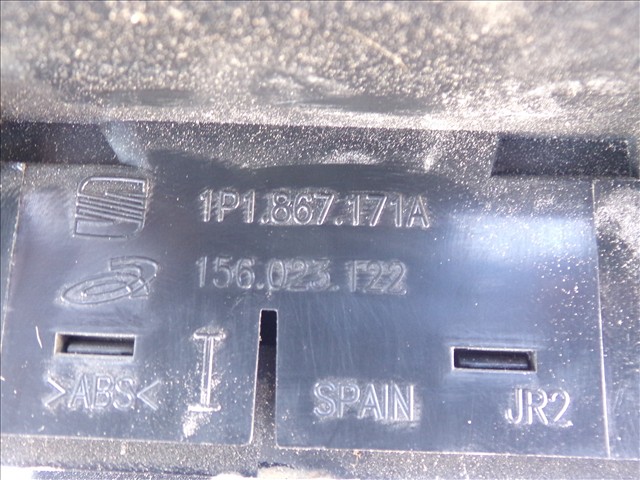 1P1.867.171A
156.023.T22
>ABS< I SPAIN JR2